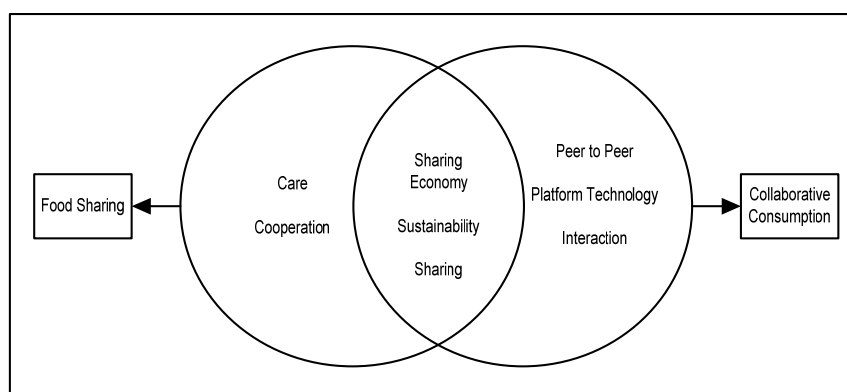 Food Sharing
Care
Cooperation
Sharing
Economy
Sustainability
Sharing
Peer to Peer
Platform Technology
Interaction
Collaborative
Consumption